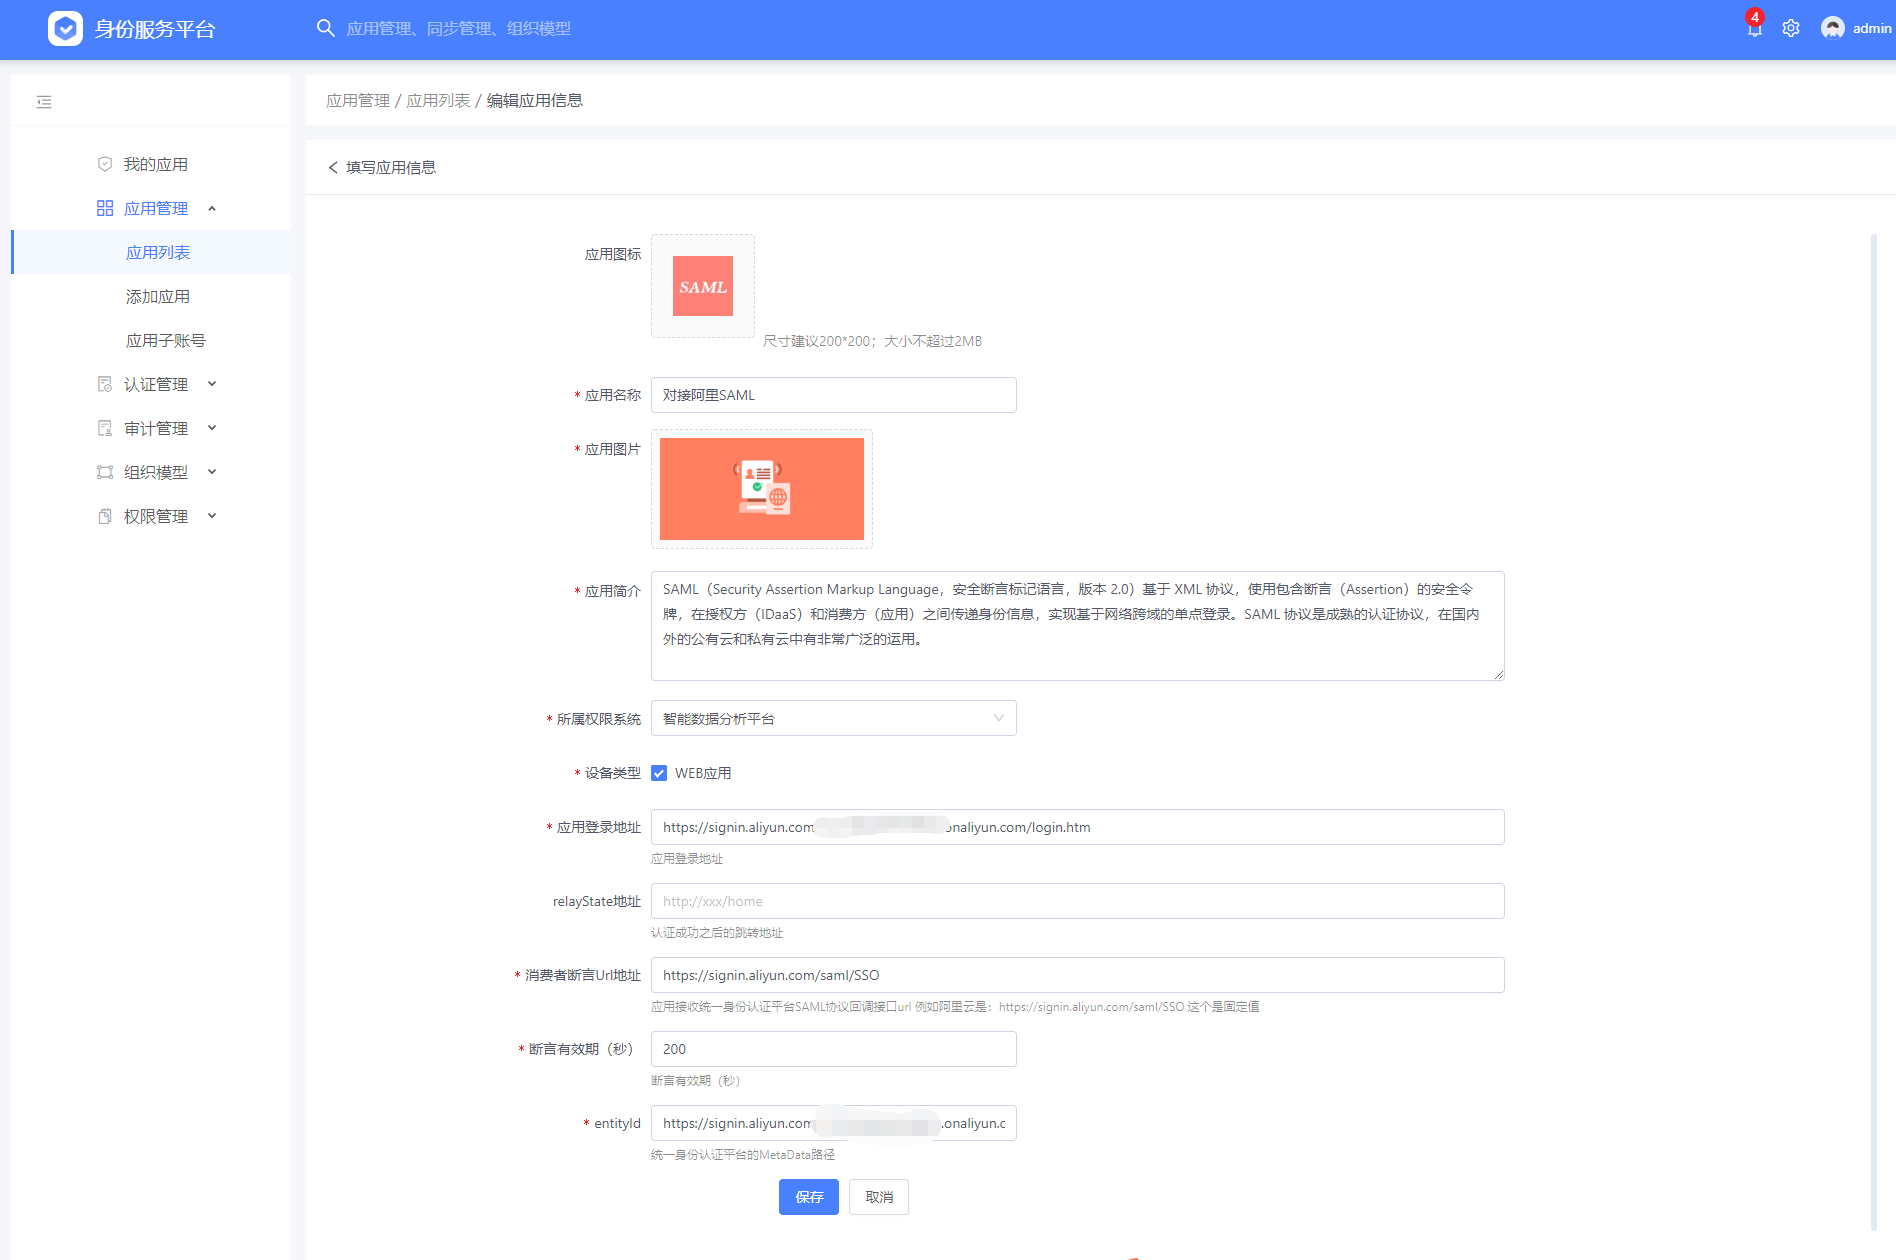 身份服务平台
应用管理、同步管理、组织模型
4
admin
应用管理 / 应用列表 / 编辑应用信息
我的应用
应用管理
应用列表
添加应用
应用子账号
认证管理
审计管理
组织模型
权限管理
填写应用信息
应用图标
SAML
尺寸建议200*200；大小不超过2MB
* 应用名称
对接阿里SAML
* 应用图片
* 应用简介
SAML（Security Assertion Markup Language，安全断言标记语言，版本 2.0）基于 XML 协议，使用包含断言（Assertion）的安全令
牌，在授权方（IDaaS）和消费方（应用）之间传递身份信息，实现基于网络跨域的单点登录。SAML 协议是成熟的认证协议，在国内
外的公有云和私有云中有非常广泛的运用。
* 所属权限系统
智能数据分析平台
* 设备类型
WEB应用
* 应用登录地址
https://signin.aliyun.com onaliyun.com/login.htm
应用登录地址
relayState地址
http://xxx/home
认证成功之后的跳转地址
* 消费者断言Url地址
https://signin.aliyun.com/saml/SSO
应用接收统一身份认证平台SAML协议回调接口url 例如阿里云是：https://signin.aliyun.com/saml/SSO 这个是固定值
* 断言有效期（秒）
200
断言有效期（秒）
* entityId
https://signin.aliyun.com .onaliyun.c
统一身份认证平台的MetaData路径
保存
取消